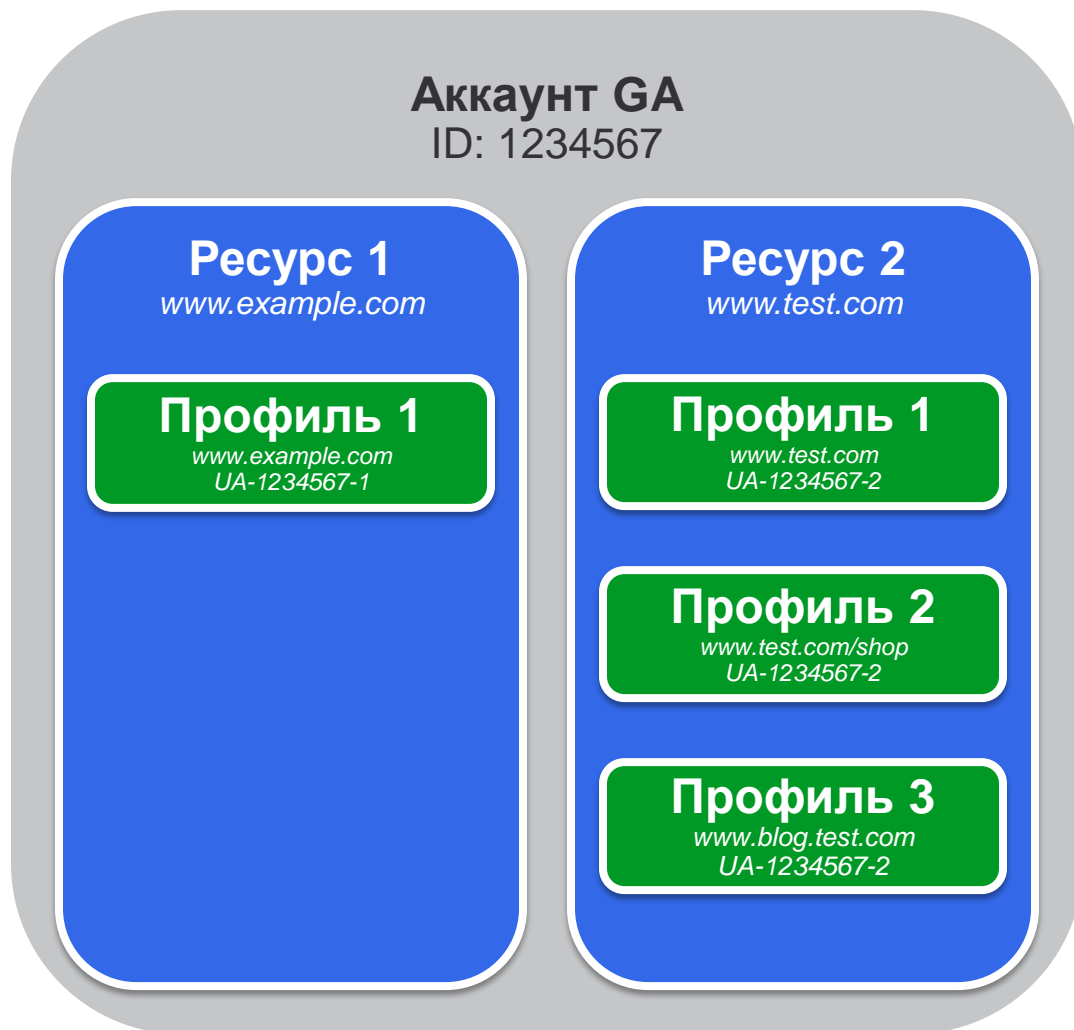 Аккаунт GA
ID: 1234567
Ресурс 1
www.example.com
Профиль 1
www.example.com
UA-1234567-1
Ресурс 2
www.test.com
Профиль 1
www.test.com
UA-1234567-2
Профиль 2
www.test.com/shop
UA-1234567-2
Профиль 3
www.blog.test.com
UA-1234567-2